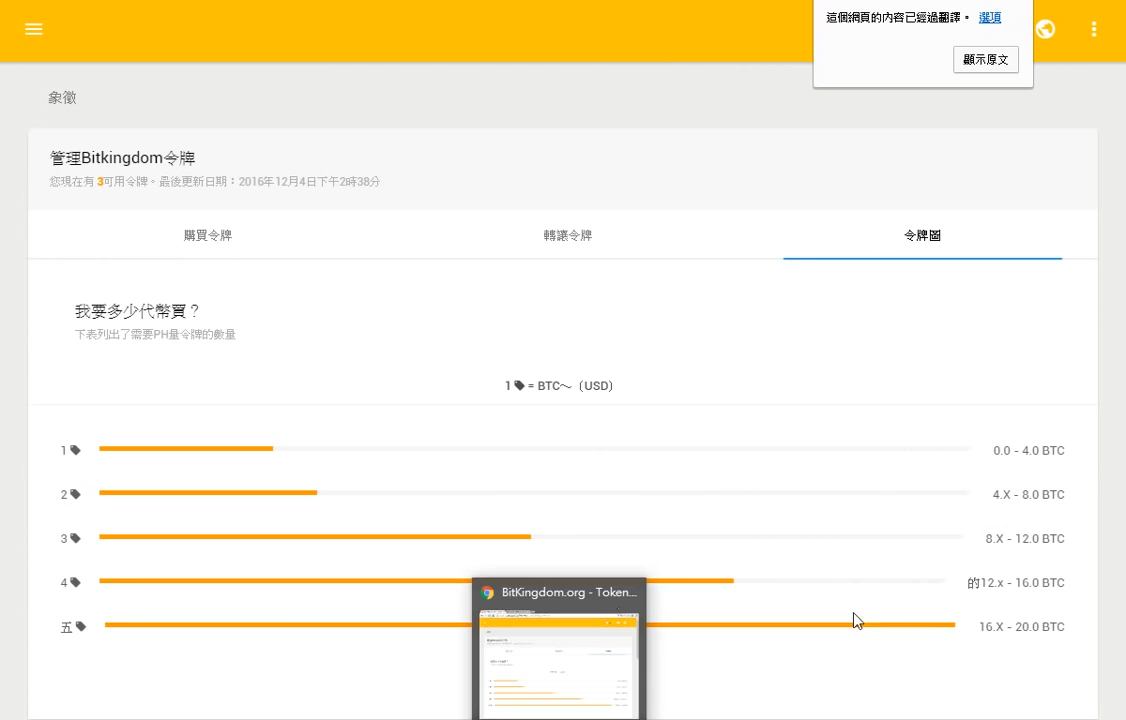 這個網頁的內容已經過翻譯。 選項
顯示原文
象徵
管理Bitkingdom令牌
您現在有 3可用令牌。最後更新日期：2016年12月4日下午2時38分
購買令牌 轉讓令牌 令牌圖
我要多少代幣買？
下表列出了需要PH量令牌的數量
1 = BTC〜（USD）
1 0.0 - 4.0 BTC
2 4.X - 8.0 BTC
3 8.X - 12.0 BTC
4 的12.x - 16.0 BTC
五 16.X - 20.0 BTC
BitKingdom.org - Token...